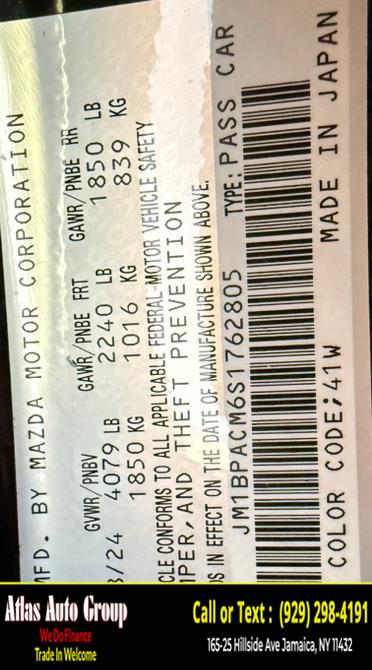 MFD. BY MAZDA MOTOR CORPORATION
GVWR/PNBV GAWR/PNBE FRT GAWR/PNBE RR
/24 4079 LB 2240 LB 1850 LB
1850 KG 1016 KG 839 KG
CLE CONFORMS TO ALL APPLICABLE FEDERAL MOTOR VEHICLE SAFETY
PER, AND THEFT PREVENTION
S IN EFFECT ON THE DATE OF MANUFACTURE SHOWN ABOVE.
JM1BPACM6S1762805 TYPE:PASS CAR
COLOR CODE;41W MADE IN JAPAN
Atlas Auto Group
We Do Finance
Trade In Welcome
Call or Text : (929) 298-4191
165-25 Hillside Ave Jamaica, NY 11432